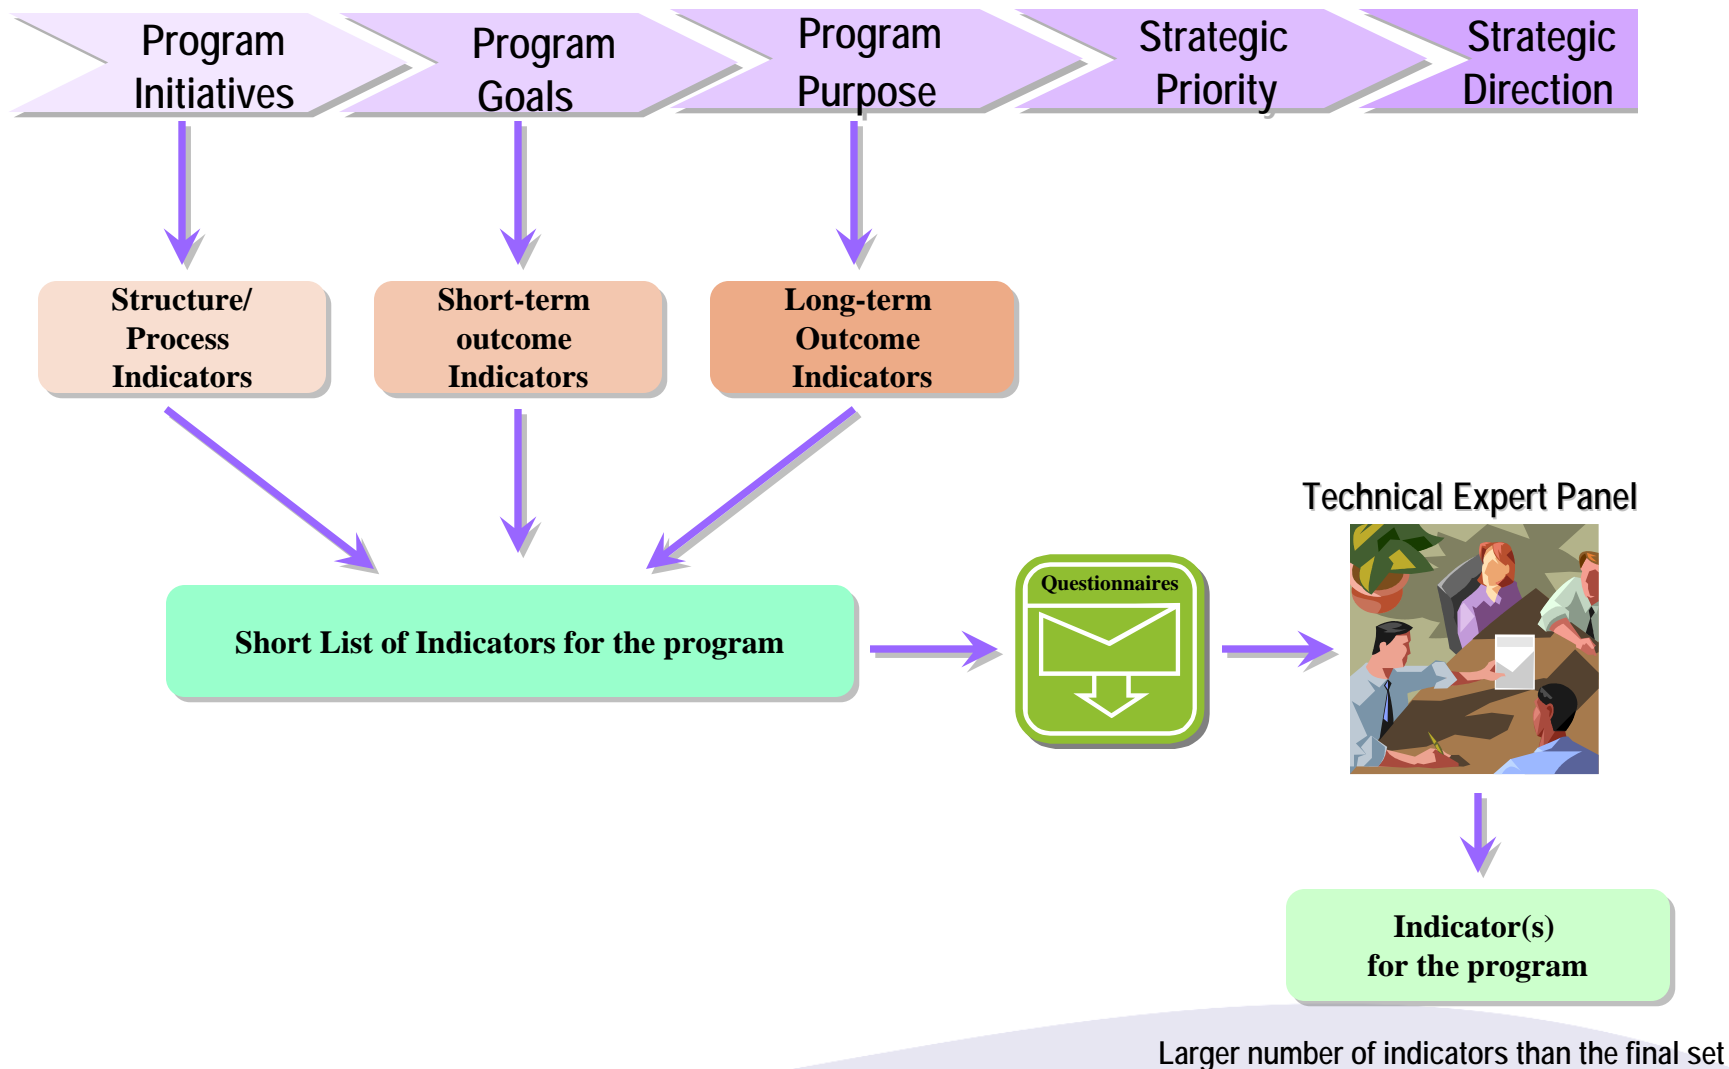 Program
Initiatives
Program
Goals
Program
Purpose
Strategic
Priority
Strategic
Direction
Structure/
Process
Indicators
Short-term
outcome
Indicators
Long-term
Outcome
Indicators
Technical Expert Panel
Questionnaires
Short List of Indicators for the program
Indicator(s)
for the program
Larger number of indicators than the final set